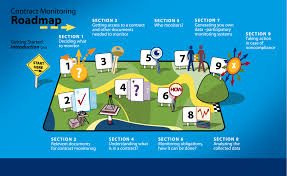 Contract Monitoring
Roadmap
Getting Started:
Introduction
START
HERE
SECTION 1
Deciding what
to monitor
SECTION 3
Getting access to a contract
and other documents
needed to monitor
SECTION 5
Who monitors?
SECTION 7
Generating you own
data -participatory
monitoring systems
SECTION 9
Taking action
in case of
noncompliance
1
2
3
4
?
5
6
HOW
7
8
9
SECTION 2
Relevant documents
for contract monitoring
SECTION 4
Understanding what
is in a contract?
SECTION 6
Monitoring obligations,
how it can be done?
SECTION 8
Analyzing the
collected data